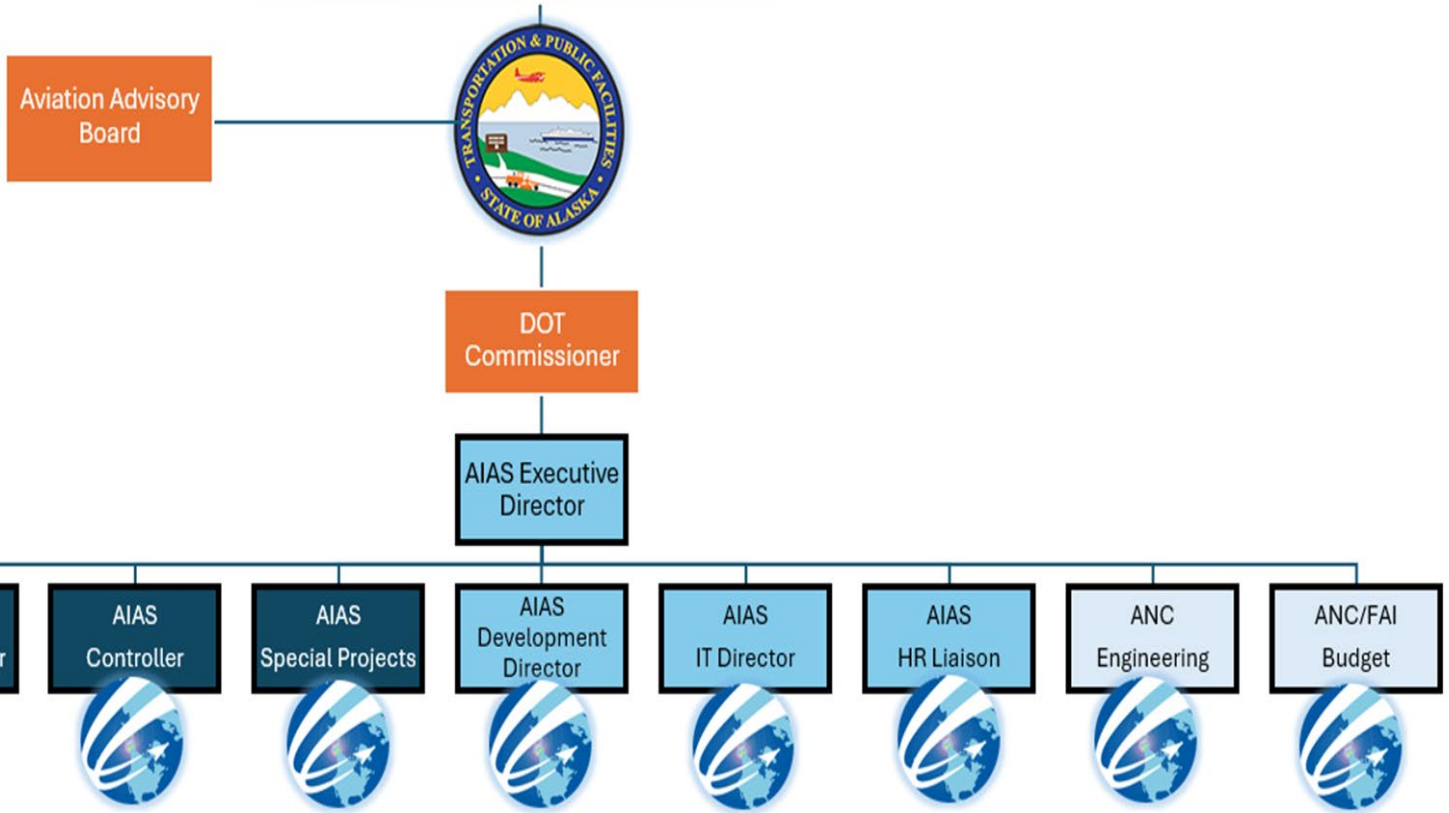 TRANSPORTATION & PUBLIC FACILITIES
STATE OF ALASKA
Aviation Advisory
Board
DOT
Commissioner
AIAS Executive
Director
AIAS
Controller
AIAS
Special Projects
AIAS
Development
Director
AIAS
IT Director
AIAS
HR Liaison
ANC
Engineering
ANC/FAI
Budget